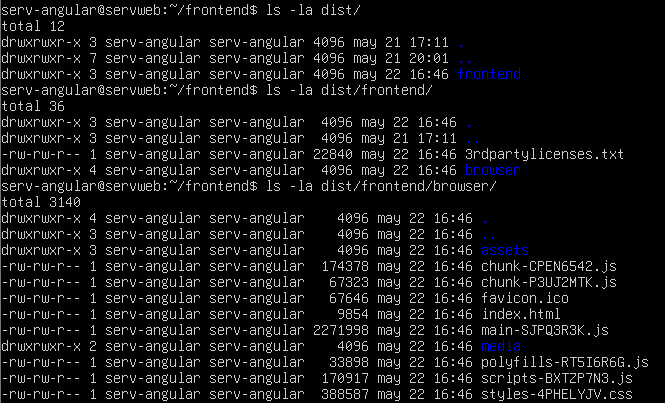 serv-angular@servweb:~/frontend$ ls -la dist/
total 12
drwxrwxr-x 3 serv-angular serv-angular 4096 may 21 17:11 .
drwxrwxr-x 7 serv-angular serv-angular 4096 may 21 20:01 ..
drwxrwxr-x 3 serv-angular serv-angular 4096 may 22 16:46 frontend
serv-angular@servweb:~/frontend$ ls -la dist/frontend/
total 36
drwxrwxr-x 3 serv-angular serv-angular  4096 may 22 16:46 .
drwxrwxr-x 3 serv-angular serv-angular  4096 may 21 17:11 ..
-rw-rw-r-- 1 serv-angular serv-angular 22840 may 22 16:46 3rdpartylicenses.txt
drwxrwxr-x 4 serv-angular serv-angular  4096 may 22 16:46 browser
serv-angular@servweb:~/frontend$ ls -la dist/frontend/browser/
total 3140
drwxrwxr-x 4 serv-angular serv-angular    4096 may 22 16:46 .
drwxrwxr-x 3 serv-angular serv-angular    4096 may 22 16:46 ..
drwxrwxr-x 3 serv-angular serv-angular    4096 may 22 16:46 assets
-rw-rw-r-- 1 serv-angular serv-angular  174378 may 22 16:46 chunk-CPEN6542.js
-rw-rw-r-- 1 serv-angular serv-angular   67323 may 22 16:46 chunk-P3UJ2MTK.js
-rw-rw-r-- 1 serv-angular serv-angular   67646 may 22 16:46 favicon.ico
-rw-rw-r-- 1 serv-angular serv-angular    9854 may 22 16:46 index.html
-rw-rw-r-- 1 serv-angular serv-angular 2271998 may 22 16:46 main-SJPQ3R3K.js
drwxrwxr-x 2 serv-angular serv-angular    4096 may 22 16:46 media
-rw-rw-r-- 1 serv-angular serv-angular   33898 may 22 16:46 polyfills-RT5I6R6G.js
-rw-rw-r-- 1 serv-angular serv-angular  170917 may 22 16:46 scripts-BXTZP7N3.js
-rw-rw-r-- 1 serv-angular serv-angular  388587 may 22 16:46 styles-4PHELYJV.css